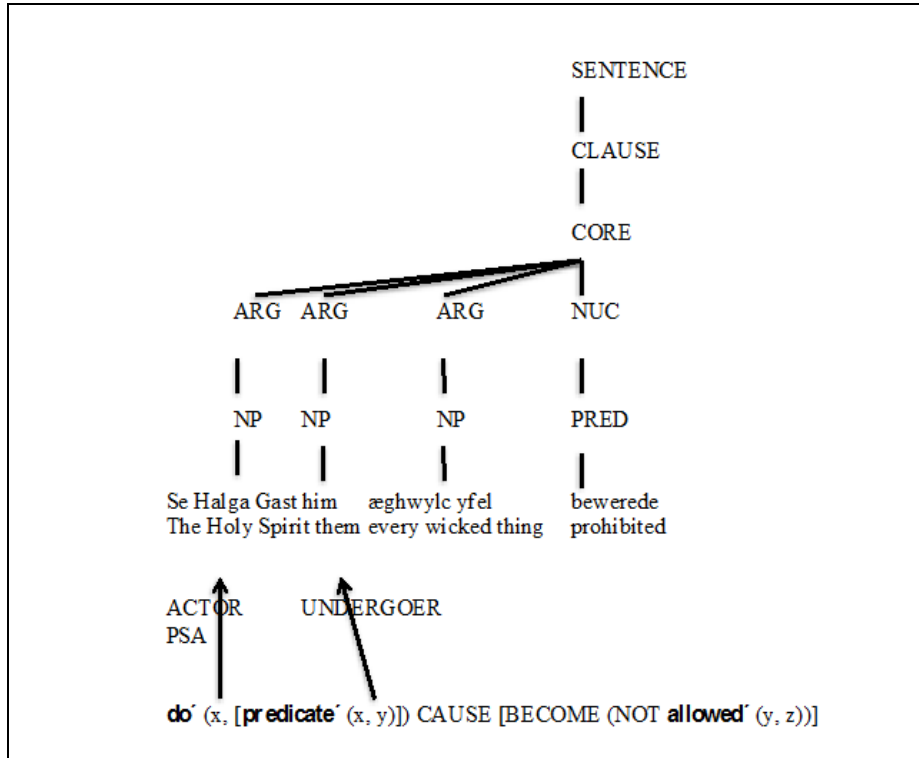 SENTENCE
CLAUSE
CORE
ARG ARG ARG NUC
NP NP NP PRED
Se Halga Gast him æghwylc yfel bewerede
The Holy Spirit them every wicked thing prohibited
ACTOR UNDERGOER
PSA
do´ (x, [predicate´ (x, y)]) CAUSE [BECOME (NOT allowed´ (y, z))]